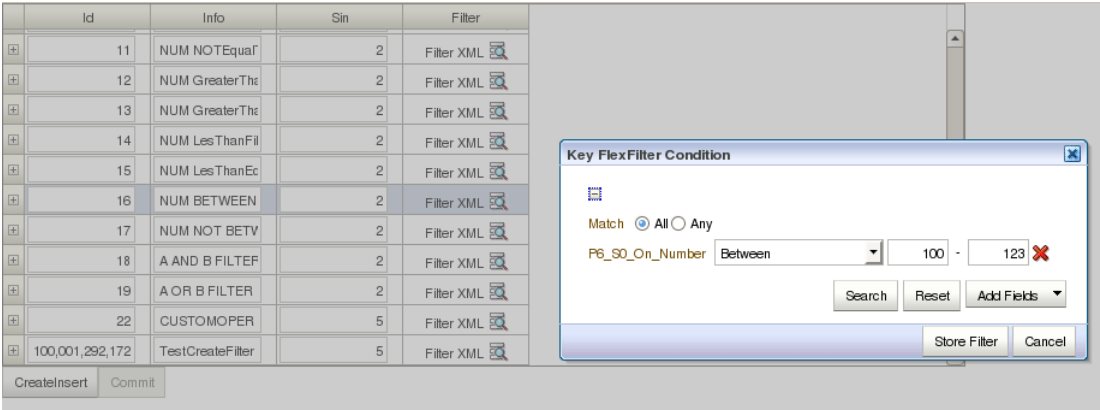 Id Info Sin Filter
11 NUM NOTEqual 2 Filter XML
12 NUM GreaterTha 2 Filter XML
13 NUM GreaterTha 2 Filter XML
14 NUM LesThanFil 2 Filter XML
15 NUM LesThanEc 2 Filter XML
16 NUM BETWEEN 2 Filter XML
17 NUM NOT BETV 2 Filter XML
18 A AND B FILTER 2 Filter XML
19 A OR B FILTER 2 Filter XML
22 CUSTOMOPER 5 Filter XML
100,001,292,172 TestCreateFilter 5 Filter XML
CreateInsert Commit
Key FlexFilter Condition
Match All Any
P6_S0_On_Number Between 100 - 123
Search Reset Add Fields
Store Filter Cancel